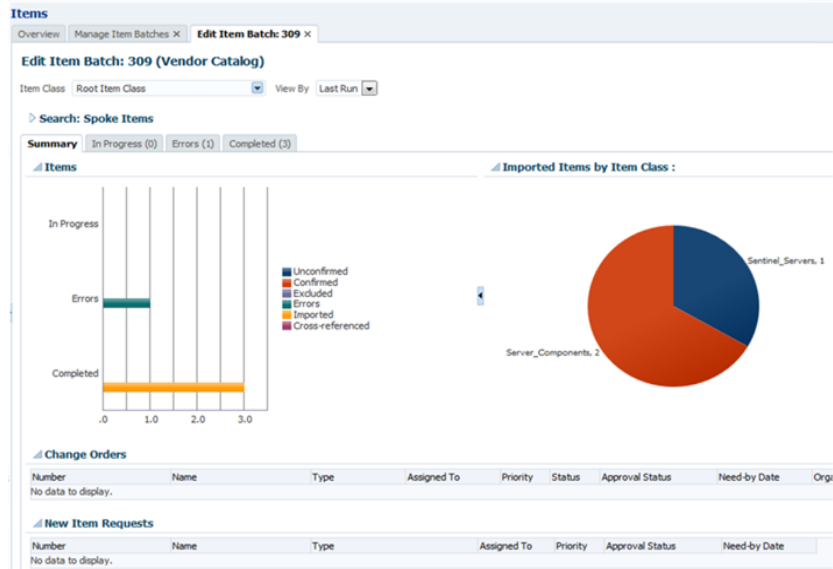 Items
Overview Manage Item Batches × Edit Item Batch: 309 ×
Edit Item Batch: 309 (Vendor Catalog)
Item Class Root Item Class View By Last Run
Search: Spoke Items
Summary In Progress (0) Errors (1) Completed (3)
Items
In Progress
Errors
Completed
.0 1.0 2.0 3.0
Unconfirmed
Confirmed
Excluded
Errors
Imported
Cross-referenced
Imported Items by Item Class :
Sentinel_Servers, 1
Server_Components, 2
Change Orders
Number Name Type Assigned To Priority Status Approval Status Need-by Date Orga
No data to display.
New Item Requests
Number Name Type Assigned To Priority Approval Status Need-by Date
No data to display.